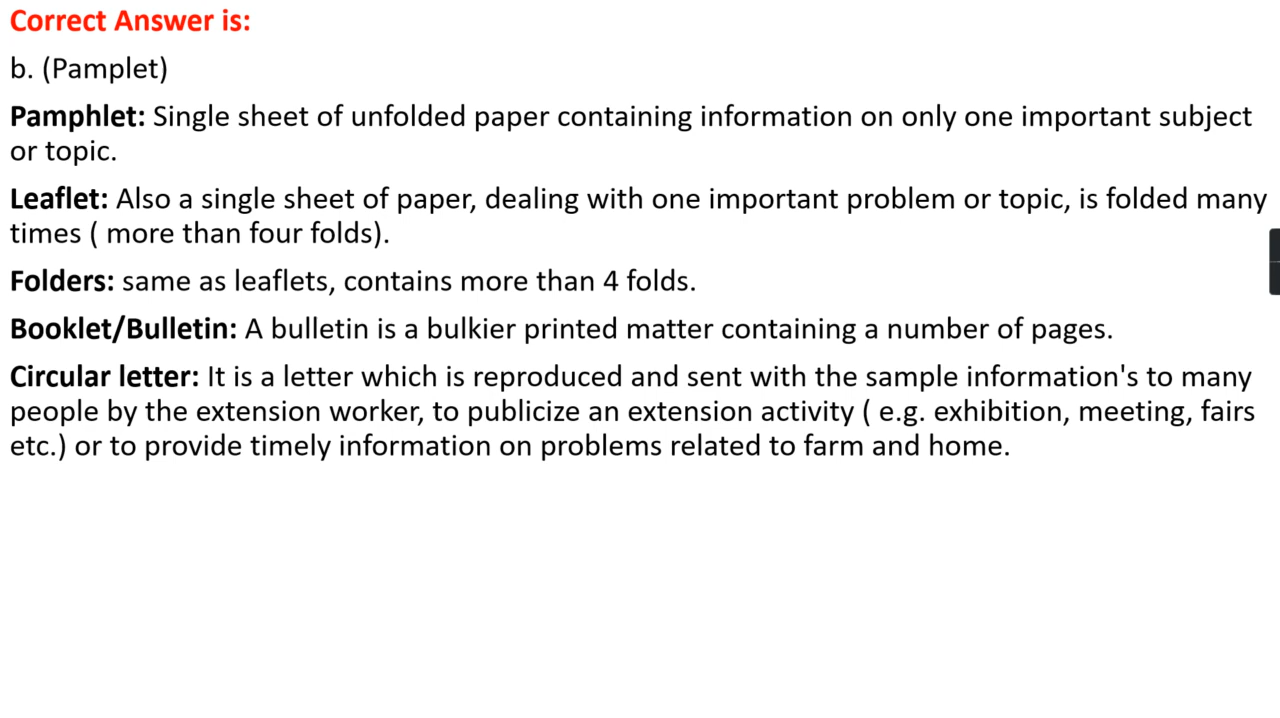 Correct Answer is:
b. (Pamplet)
Pamphlet: Single sheet of unfolded paper containing information on only one important subject
or topic.
Leaflet: Also a single sheet of paper, dealing with one important problem or topic, is folded many
times ( more than four folds).
Folders: same as leaflets, contains more than 4 folds.
Booklet/Bulletin: A bulletin is a bulkier printed matter containing a number of pages.
Circular letter: It is a letter which is reproduced and sent with the sample information's to many
people by the extension worker, to publicize an extension activity ( e.g. exhibition, meeting, fairs
etc.) or to provide timely information on problems related to farm and home.